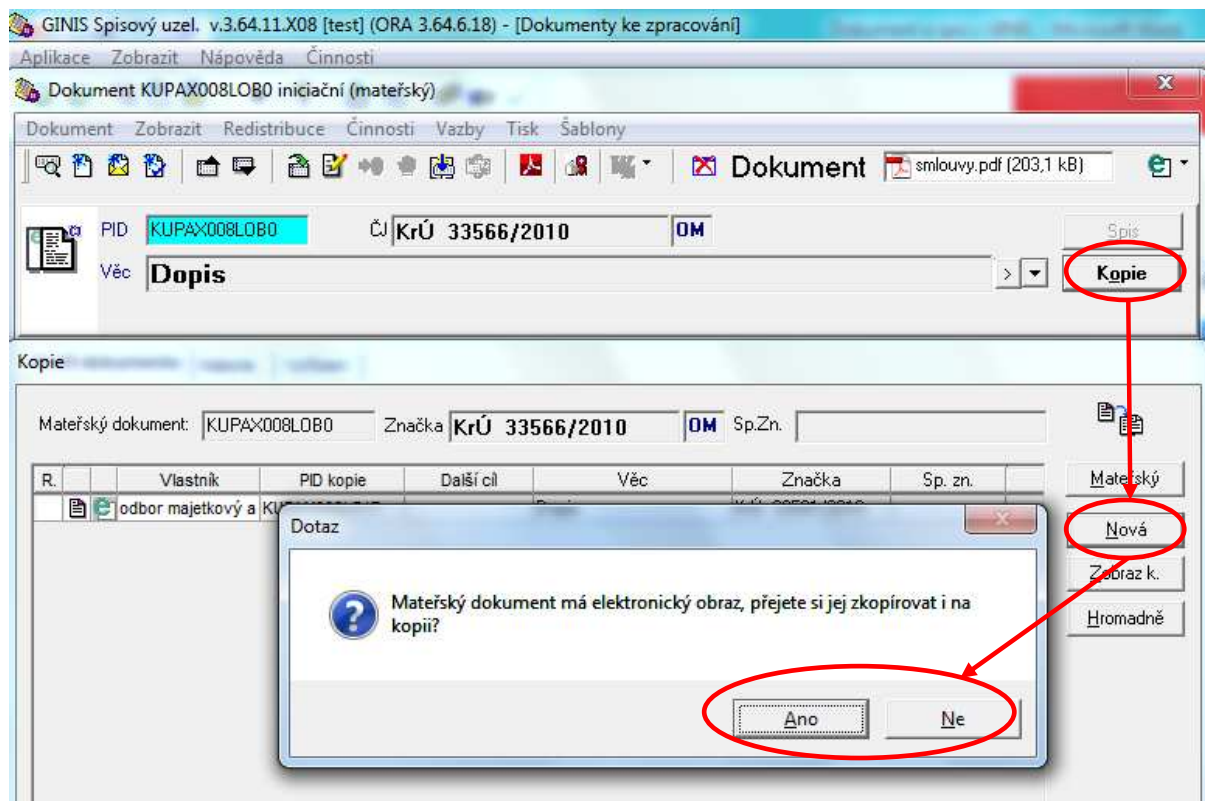 GINIS Spisový uzel. v.3.64.11.X08 [test] (ORA 3.64.6.18) - [Dokumenty ke zpracování]
Aplikace Zobrazit Nápověda Činnosti
Dokument KUPAX008LOB0 iniciační (mateřský)
Dokument Zobrazit Redistribuce Činnosti Vazby Tisk Šablony
Dokument smlouvy.pdf (203,1 kB)
PID KUPAX008LOB0 ČJ KrÚ 33566/2010 OM Spis
Věc Dopis > Kopie
Kopie
Mateřský dokument: KUPAX008LOB0 Značka KrÚ 33566/2010 OM Sp.Zn.
R. Vlastník PID kopie Další cíl Věc Značka Sp. zn. Mateřský
odbor majetkový a
Dotaz
Nová
Zobraz k.
Mateřský dokument má elektronický obraz, přejete si jej zkopírovat i na
kopii?
Hromadně
Ano Ne